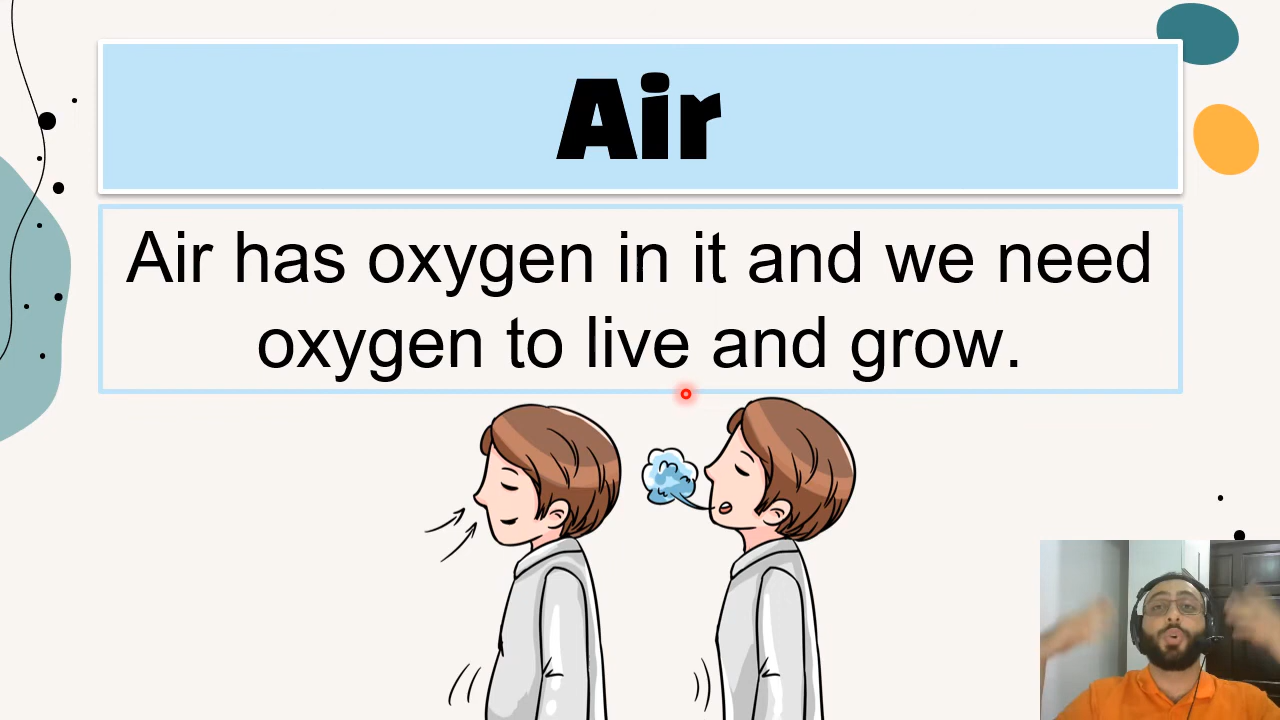 Air
Air has oxygen in it and we need
oxygen to live and grow.